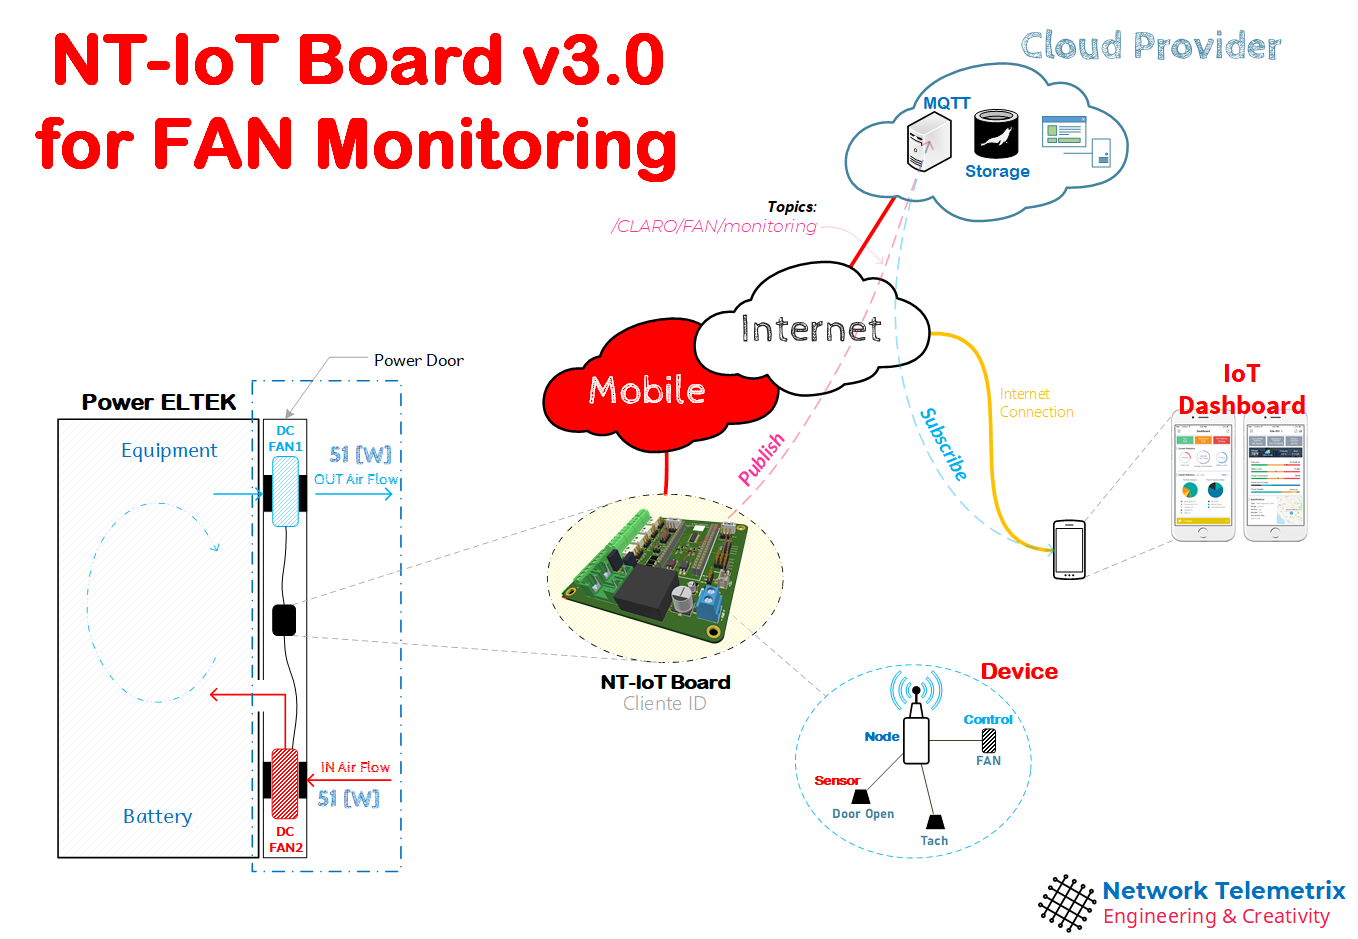 NT-IoT Board v3.0
for FAN Monitoring
Cloud Provider
MQTT
Storage
Topics:
/CLARO/FAN/monitoring
Internet
Mobile
Publish
Subscribe
Internet
Connection
IoT
Dashboard
Power Door
Power ELTEK
Equipment
DC
FAN1
51 [W]
OUT Air Flow
IN Air Flow
51 [W]
Battery
DC
FAN2
NT-IoT Board
Cliente ID
Device
Control
Node
FAN
Sensor
Door Open
Tach
Network Telemetrix
Engineering & Creativity